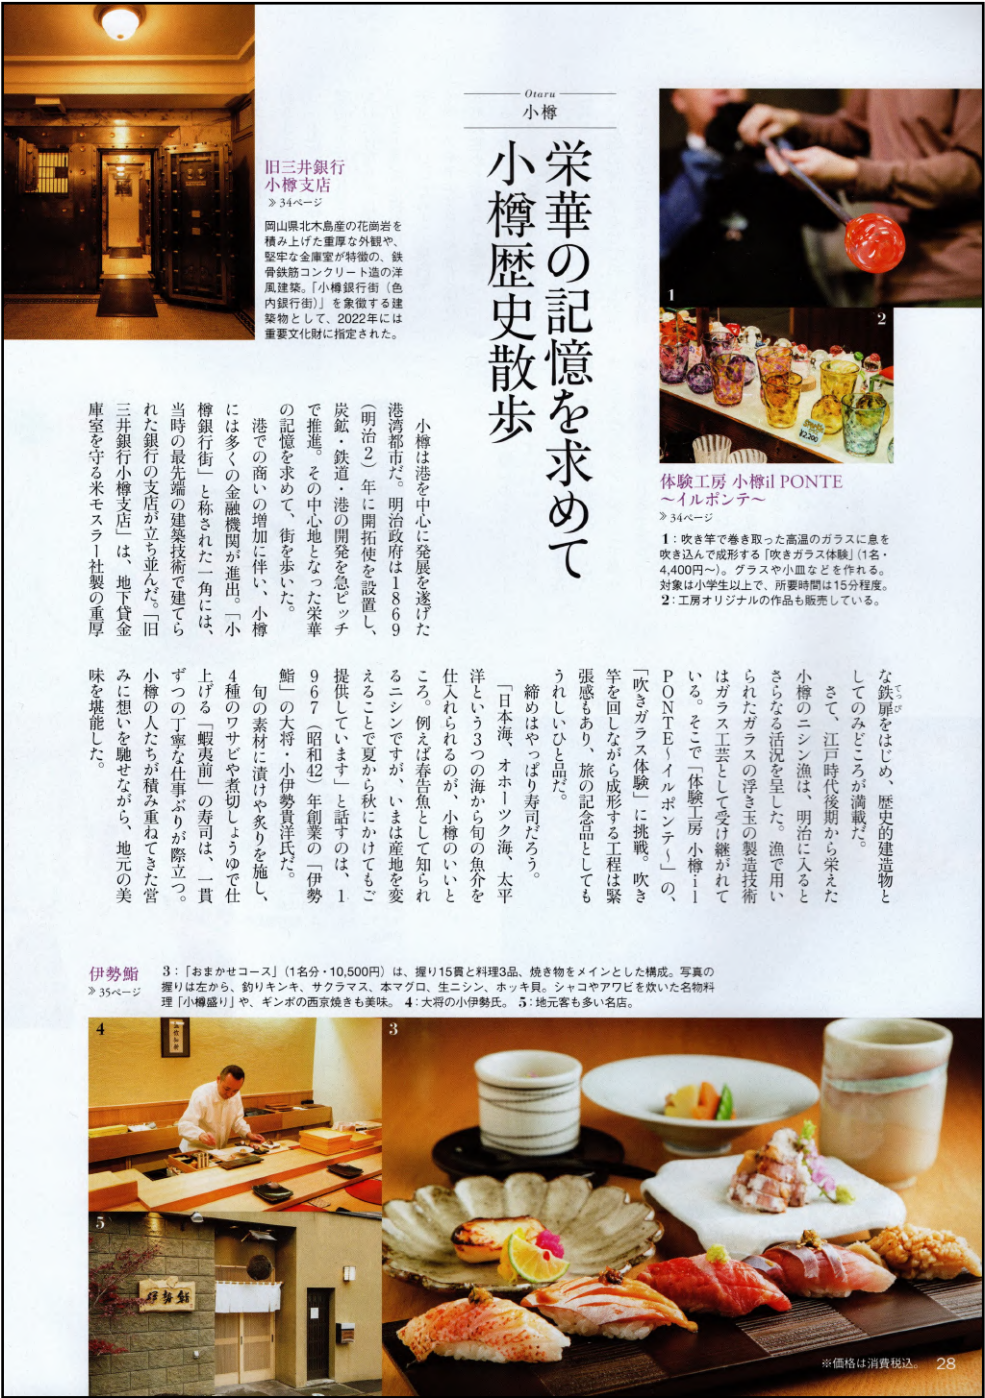 Otaru
小樽
栄華の記憶を求めて
小樽歴史散歩
旧三井銀行
小樽支店
≫34ページ
岡山県北木島産の花崗岩を
積み上げた重厚な外観や、
堅牢な金庫室が特徴の、鉄
骨鉄筋コンクリート造の洋
風建築。「小樽銀行街（色
内銀行街）」を象徴する建
築物として、2022年には
重要文化財に指定された。
1
2
¥2,200
体験工房 小樽il PONTE
～イルポンテ～
≫34ページ
1：吹き竿で巻き取った高温のガラスに息を
吹き込んで成形する「吹きガラス体験」（1名・
4,400円～）。グラスや小皿などを作れる。
対象は小学生以上で、所要時間は15分程度。
2：工房オリジナルの作品も販売している。
小樽は港を中心に発展を遂げた
港湾都市だ。明治政府は1869
（明治2）年に開拓使を設置し、
炭鉱・鉄道・港の開発を急ピッチ
で推進。その中心地となった栄華
の記憶を求めて、街を歩いた。
港での商いの増加に伴い、小樽
には多くの金融機関が進出。「小
樽銀行街」と称された一角には、
当時の最先端の建築技術で建てら
れた銀行の支店が立ち並んだ。「旧
三井銀行小樽支店」は、地下貸金
庫室を守る米モスラー社製の重厚
な鉄扉をはじめ、歴史的建造物と
てっぴ
してのみどころが満載だ。
さて、江戸時代後期から栄えた
小樽のニシン漁は、明治に入ると
さらなる活況を呈した。漁で用い
られたガラスの浮き玉の製造技術
はガラス工芸として受け継がれて
いる。そこで「体験工房 小樽il
PONTE～イルポンテ～」の、
「吹きガラス体験」に挑戦。吹き
竿を回しながら成形する工程は緊
張感もあり、旅の記念品としても
うれしいひと品だ。
締めはやっぱり寿司だろう。
「日本海、オホーツク海、太平
洋という3つの海から旬の魚介を
仕入れられるのが、小樽のいいと
ころ。例えば春告魚として知られ
るニシンですが、いまは産地を変
えることで夏から秋にかけてもご
提供しています」と話すのは、1
967（昭和42）年創業の「伊勢
鮨」の大将・小伊勢貴洋氏だ。
旬の素材に漬けや炙りを施し、
4種のワサビや煮切しょうゆで仕
上げる「蝦夷前」の寿司は、一貫
ずつの丁寧な仕事ぶりが際立つ。
小樽の人たちが積み重ねてきた営
みに想いを馳せながら、地元の美
味を堪能した。
伊勢鮨
≫35ページ
3：「おまかせコース」（1名分・10,500円）は、握り15貫と料理3品、焼き物をメインとした構成。写真の
握りは左から、釣りキンキ、サクラマス、本マグロ、生ニシン、ホッキ貝。シャコやアワビを炊いた名物料
理「小樽盛り」や、ギンポの西京焼きも美味。 4：大将の小伊勢氏。 5：地元客も多い名店。
4
3
5
伊勢鮨
※価格は消費税込。 28